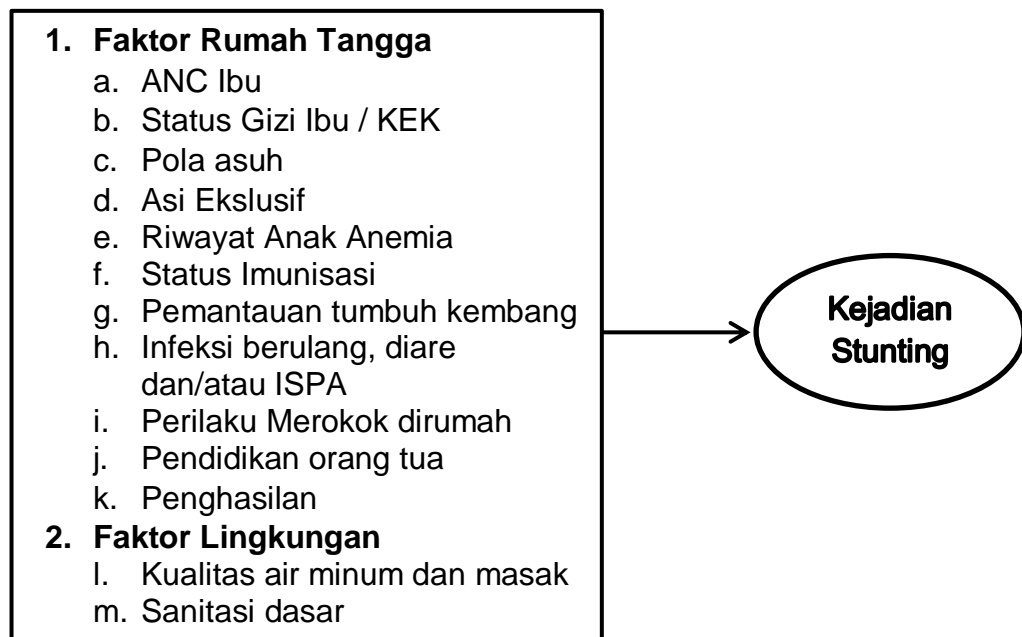 1. Faktor Rumah Tangga
a. ANC Ibu
b. Status Gizi Ibu / KEK
c. Pola asuh
d. Asi Ekslusif
e. Riwayat Anak Anemia
f. Status Imunisasi
g. Pemantauan tumbuh kembang
h. Infeksi berulang, diare
dan/atau ISPA
i. Perilaku Merokok dirumah
j. Pendidikan orang tua
k. Penghasilan
2. Faktor Lingkungan
l. Kualitas air minum dan masak
m. Sanitasi dasar
Kejadian
Stunting